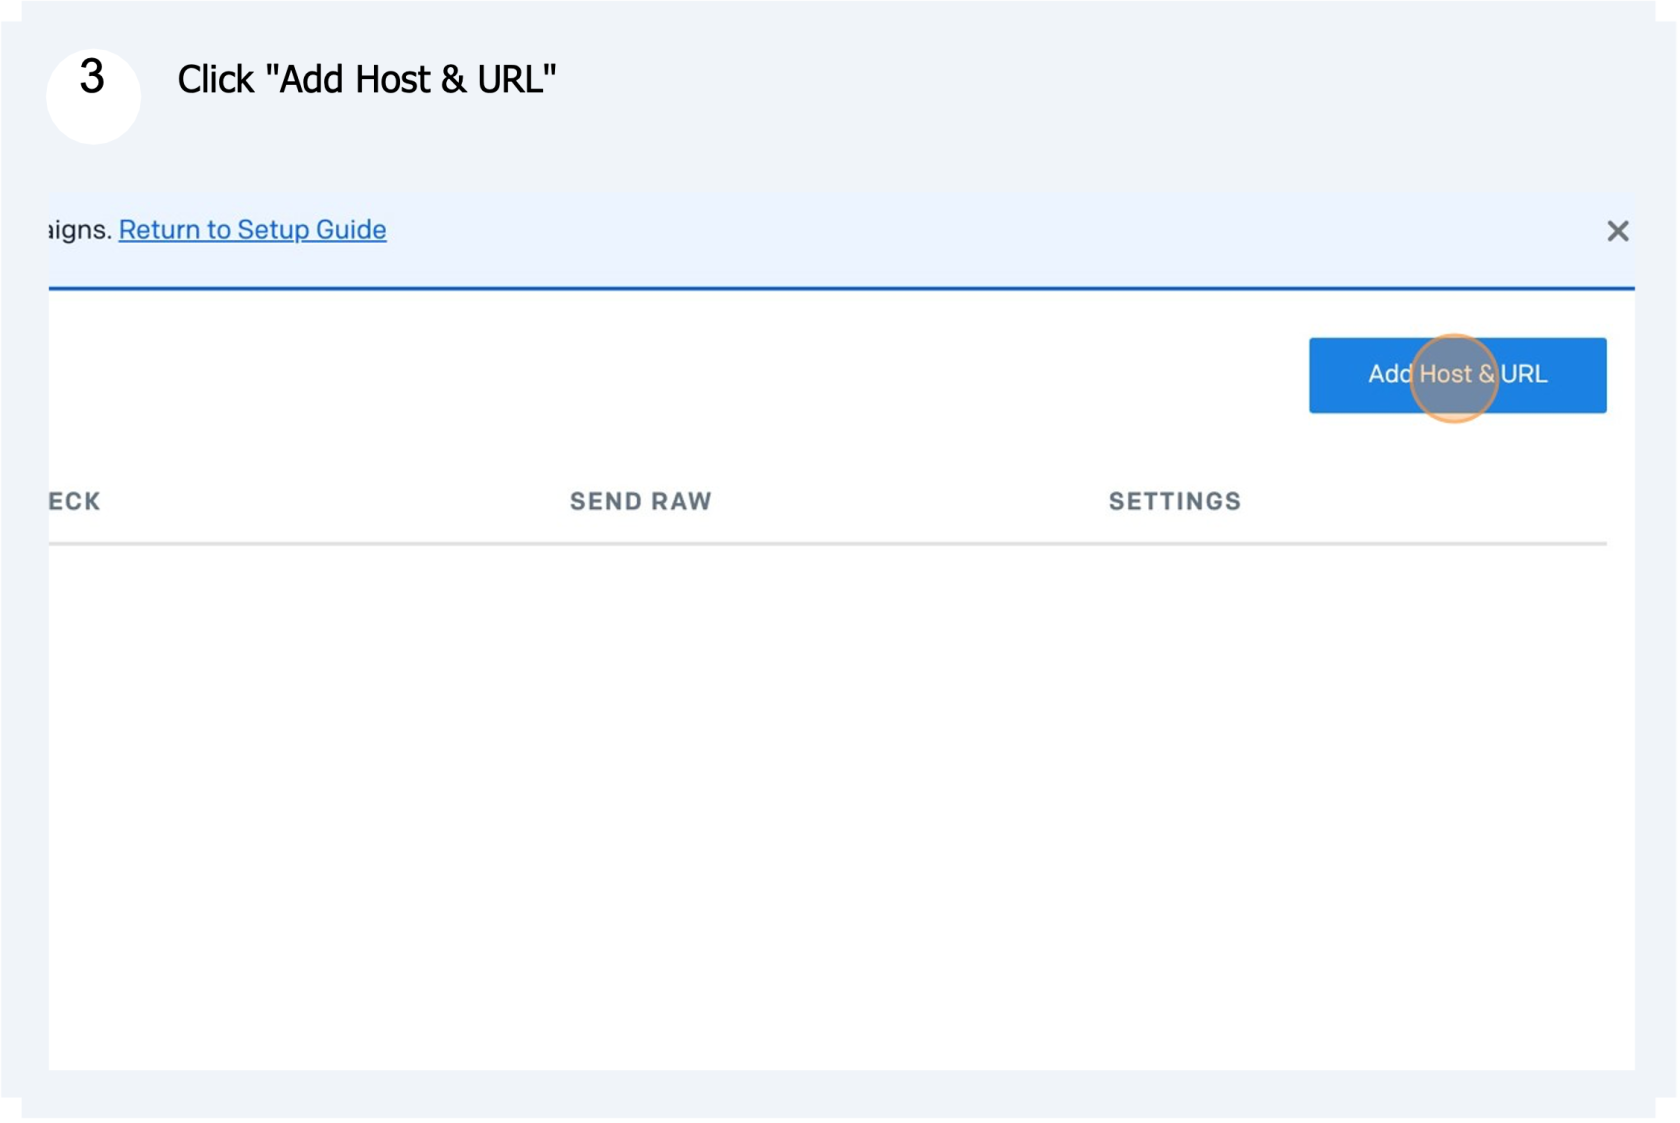 3
Click "Add Host & URL"
aigns. Return to Setup Guide
Add Host & URL
ECK
SEND RAW
SETTINGS